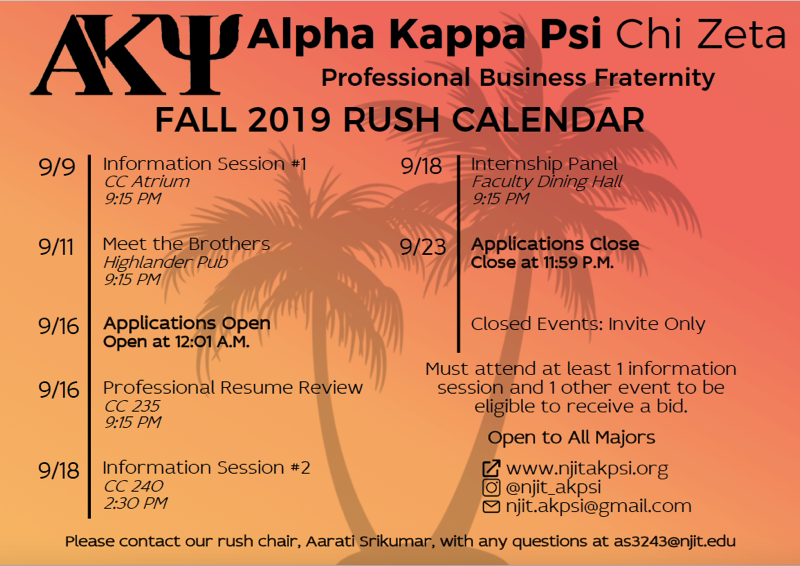 ΑΚΨ Alpha Kappa Psi Chi Zeta
Professional Business Fraternity
FALL 2019 RUSH CALENDAR
9/9 Information Session #1
CC Atrium
9:15 PM
9/11 Meet the Brothers
Highlander Pub
9:15 PM
9/16 Applications Open
Open at 12:01 A.M.
9/16 Professional Resume Review
CC 235
9:15 PM
9/18 Information Session #2
CC 240
2:30 PM
9/18 Internship Panel
Faculty Dining Hall
9:15 PM
9/23 Applications Close
Close at 11:59 P.M.
Closed Events: Invite Only
Must attend at least 1 information
session and 1 other event to be
eligible to receive a bid.
Open to All Majors
www.njitakpsi.org
@njit_akpsi
njit.akpsi@gmail.com
Please contact our rush chair, Aarati Srikumar, with any questions at as3243@njit.edu